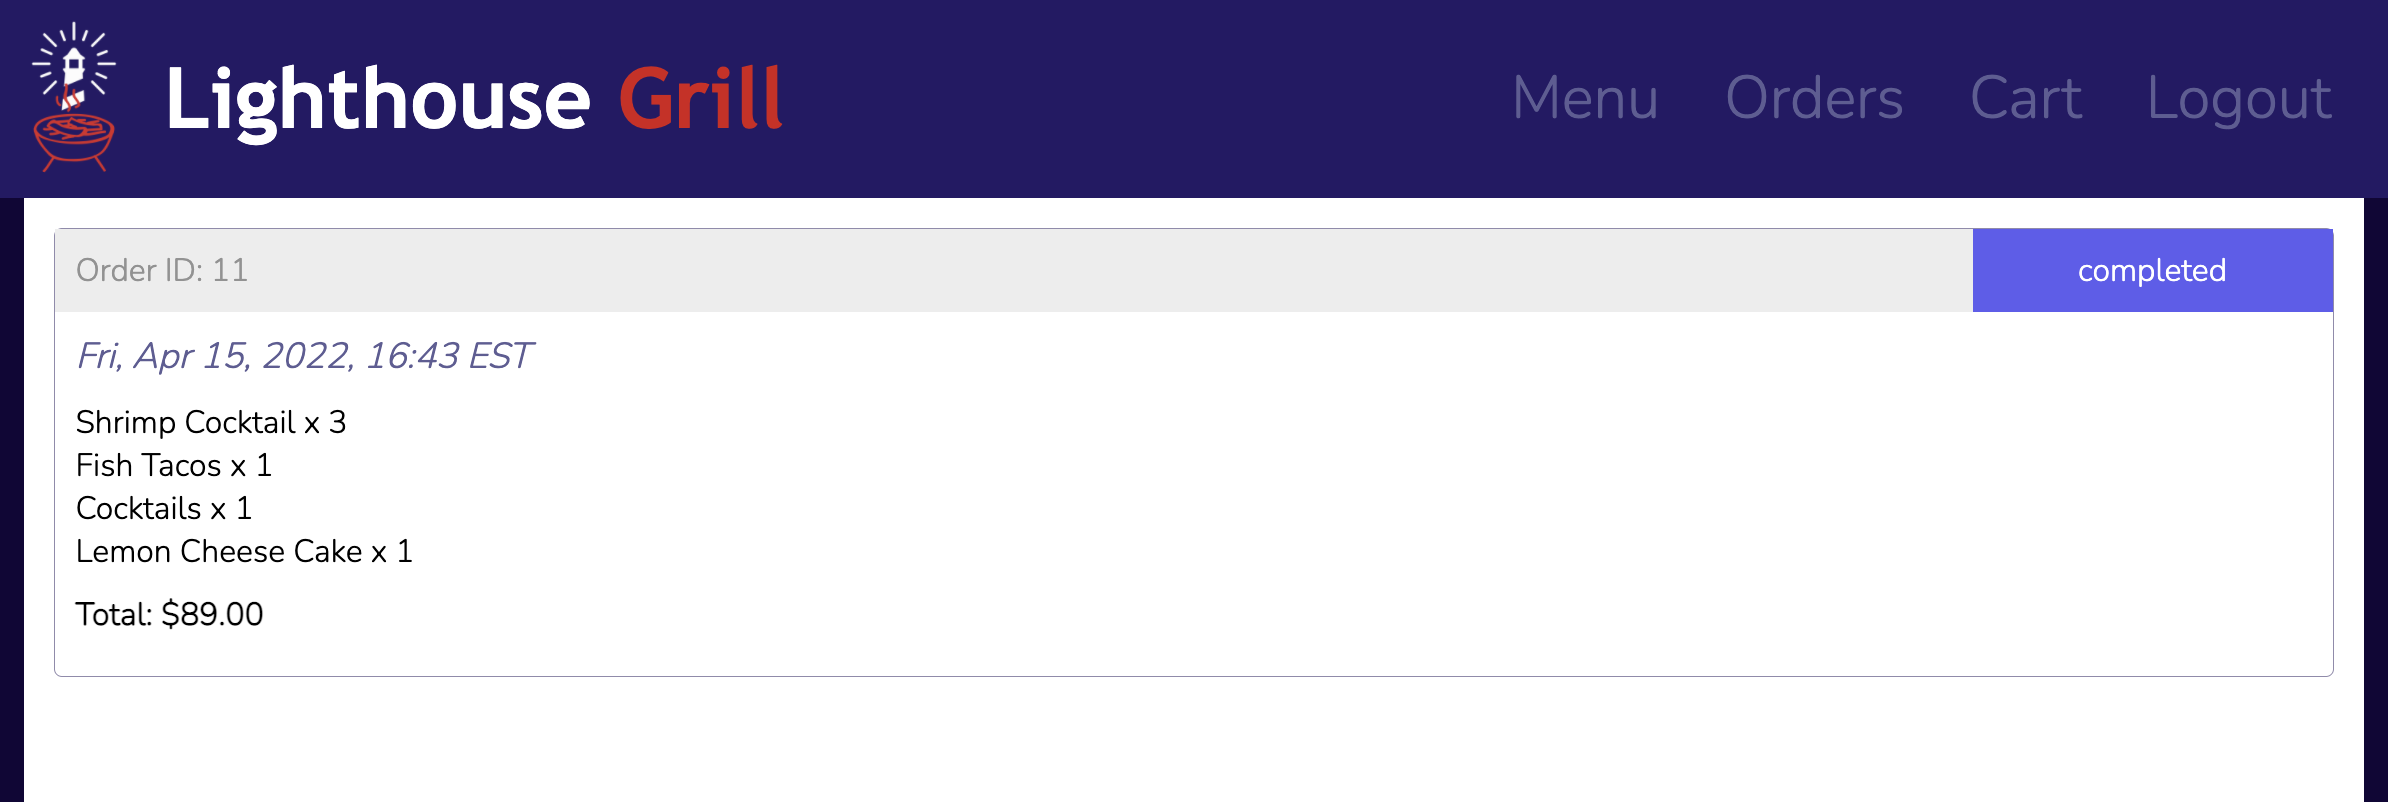 Lighthouse Grill
Menu Orders Cart Logout
Order ID: 11
completed
Fri, Apr 15, 2022, 16:43 EST
Shrimp Cocktail x 3
Fish Tacos x 1
Cocktails x 1
Lemon Cheese Cake x 1
Total: $89.00